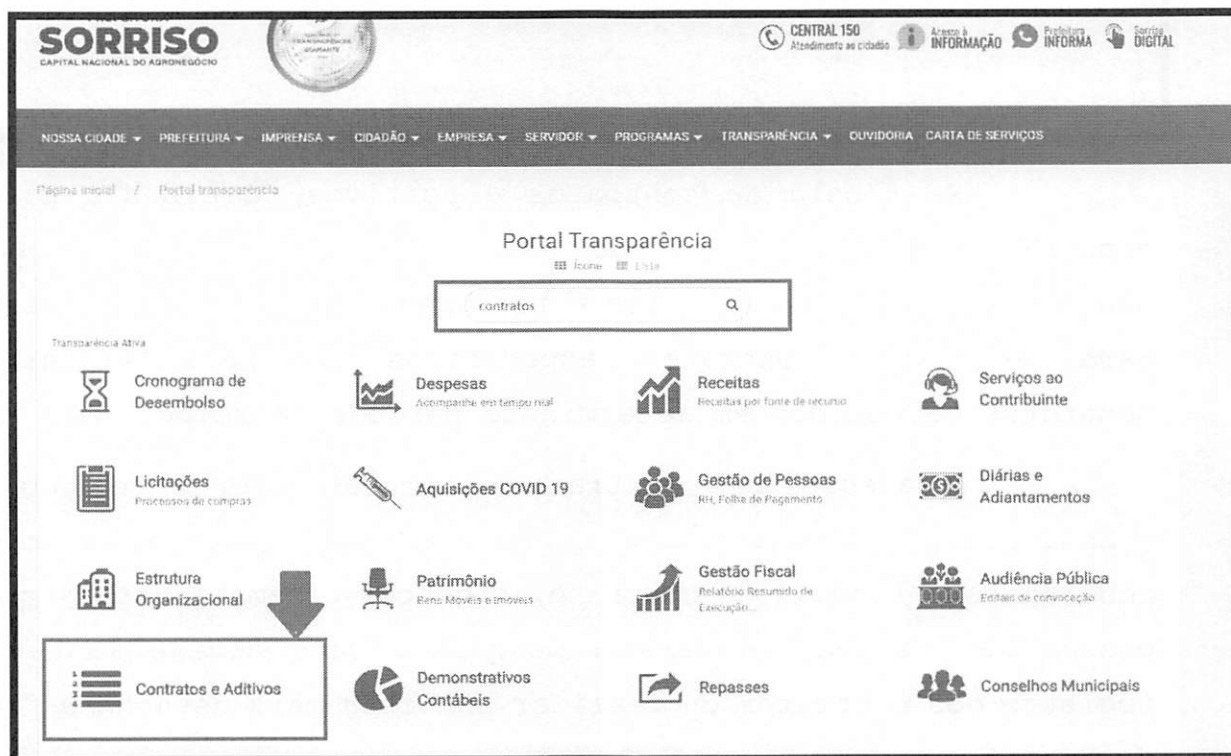 SORRISO
CAPITAL NACIONAL DO AGRONEGÓCIO
CENTRAL 150
Atendimento ao cidadão
Acesso à
INFORMAÇÃO
Prefeitura
INFORMA
Sorriso
DIGITAL
NOSSA CIDADE PREFEITURA IMPRENSA CIDADÃO EMPRESA SERVIDOR PROGRAMAS TRANSPARÊNCIA OUVIDORIA CARTA DE SERVIÇOS
Página inicial / Portal transparência
Portal Transparência
Ícone Lista
contratos
Transparência Ativa
Cronograma de
Desembolso
Despesas
Acompanhe em tempo real
Receitas
Receitas por fonte de recurso
Serviços ao
Contribuinte
Licitações
Processos de compras
Aquisições COVID 19
Gestão de Pessoas
RH, Folha de Pagamento
Diárias e
Adiantamentos
Estrutura
Organizacional
Patrimônio
Bens Móveis e Imóveis
Gestão Fiscal
Relatório Resumido de
Execução...
Audiência Pública
Editais de convocação
Contratos e Aditivos
Demonstrativos
Contábeis
Repasses
Conselhos Municipais